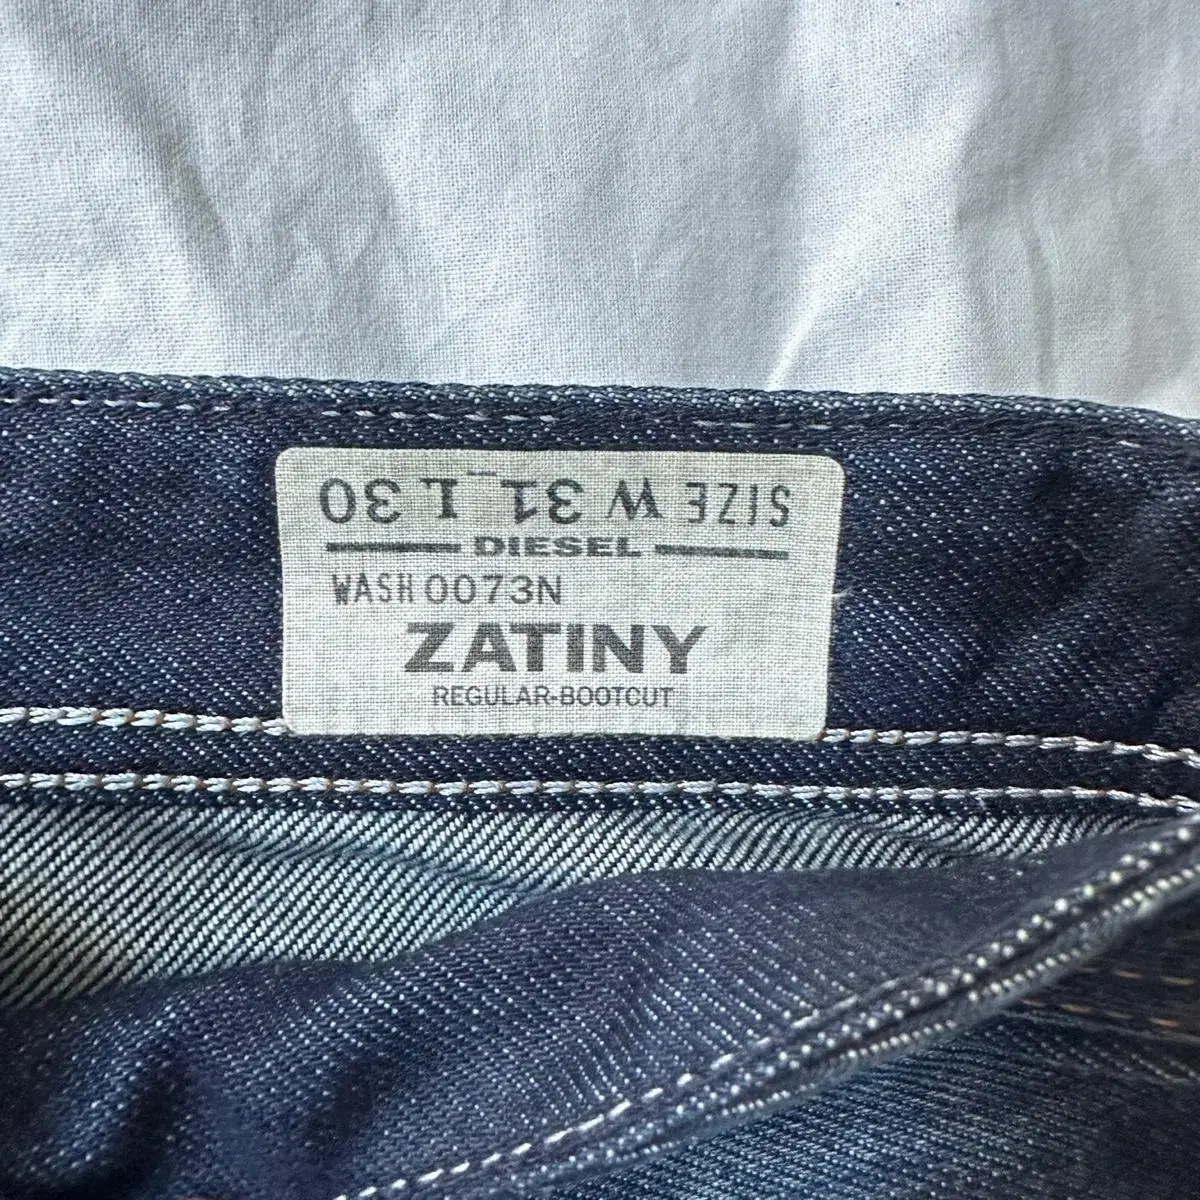 SIZE W 31 L 30
DIESEL
WASH 0073N
ZATINY
REGULAR-BOOTCUT